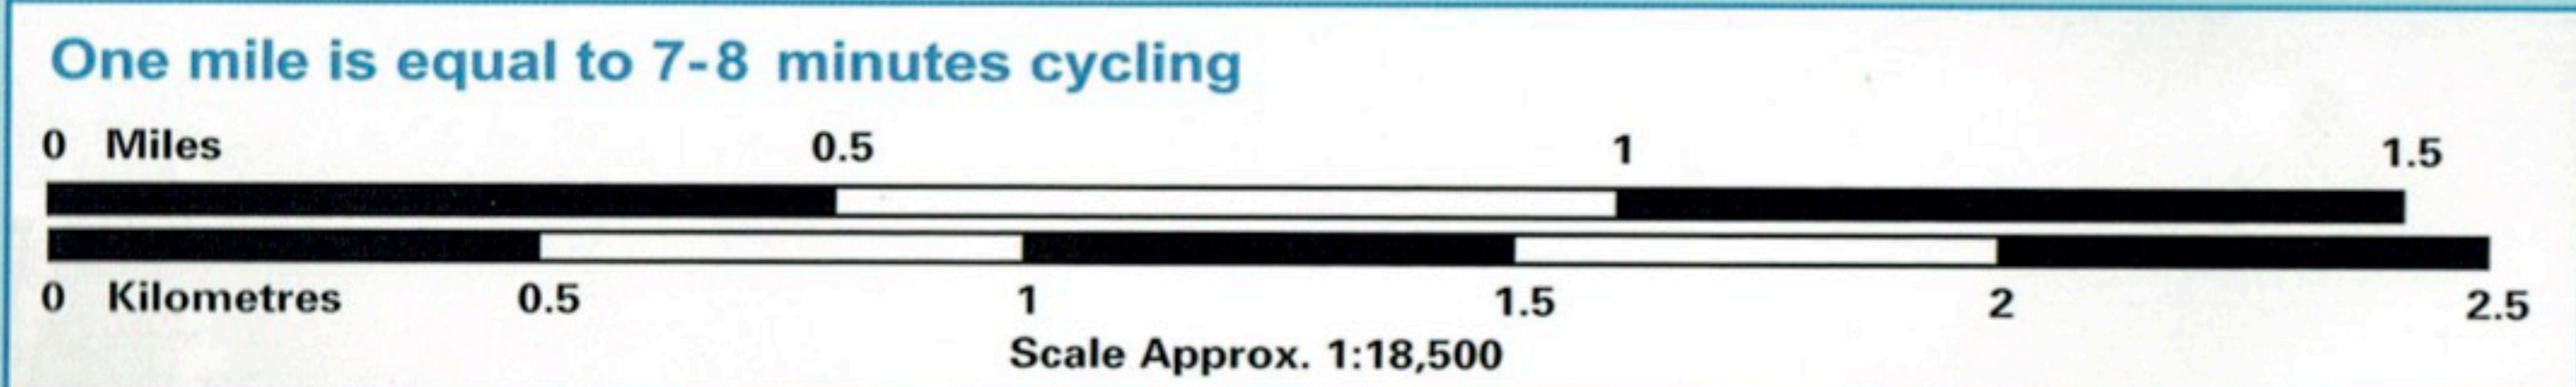 One mile is equal to 7-8 minutes cycling
0 Miles 0.5 1 1.5
0 Kilometres 0.5 1 1.5 2 2.5
Scale Approx. 1:18,500